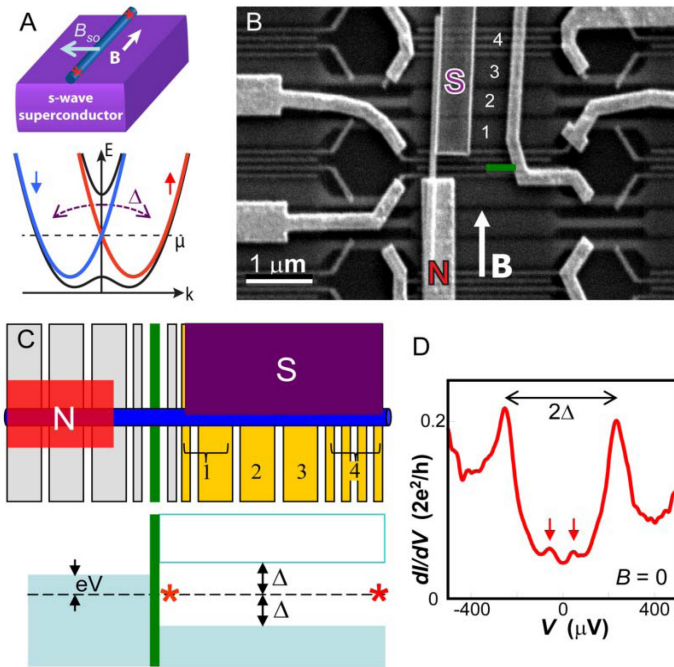 A
B_so
B
s-wave
superconductor
E
Δ
μ
k
B
S
4
3
2
1
N
B
1 μm
C
N
S
1
2
3
4
eV
*
*
Δ
Δ
D
2Δ
0.2
0
dI/dV (2e²/h)
B = 0
-400
0
400
V (μV)